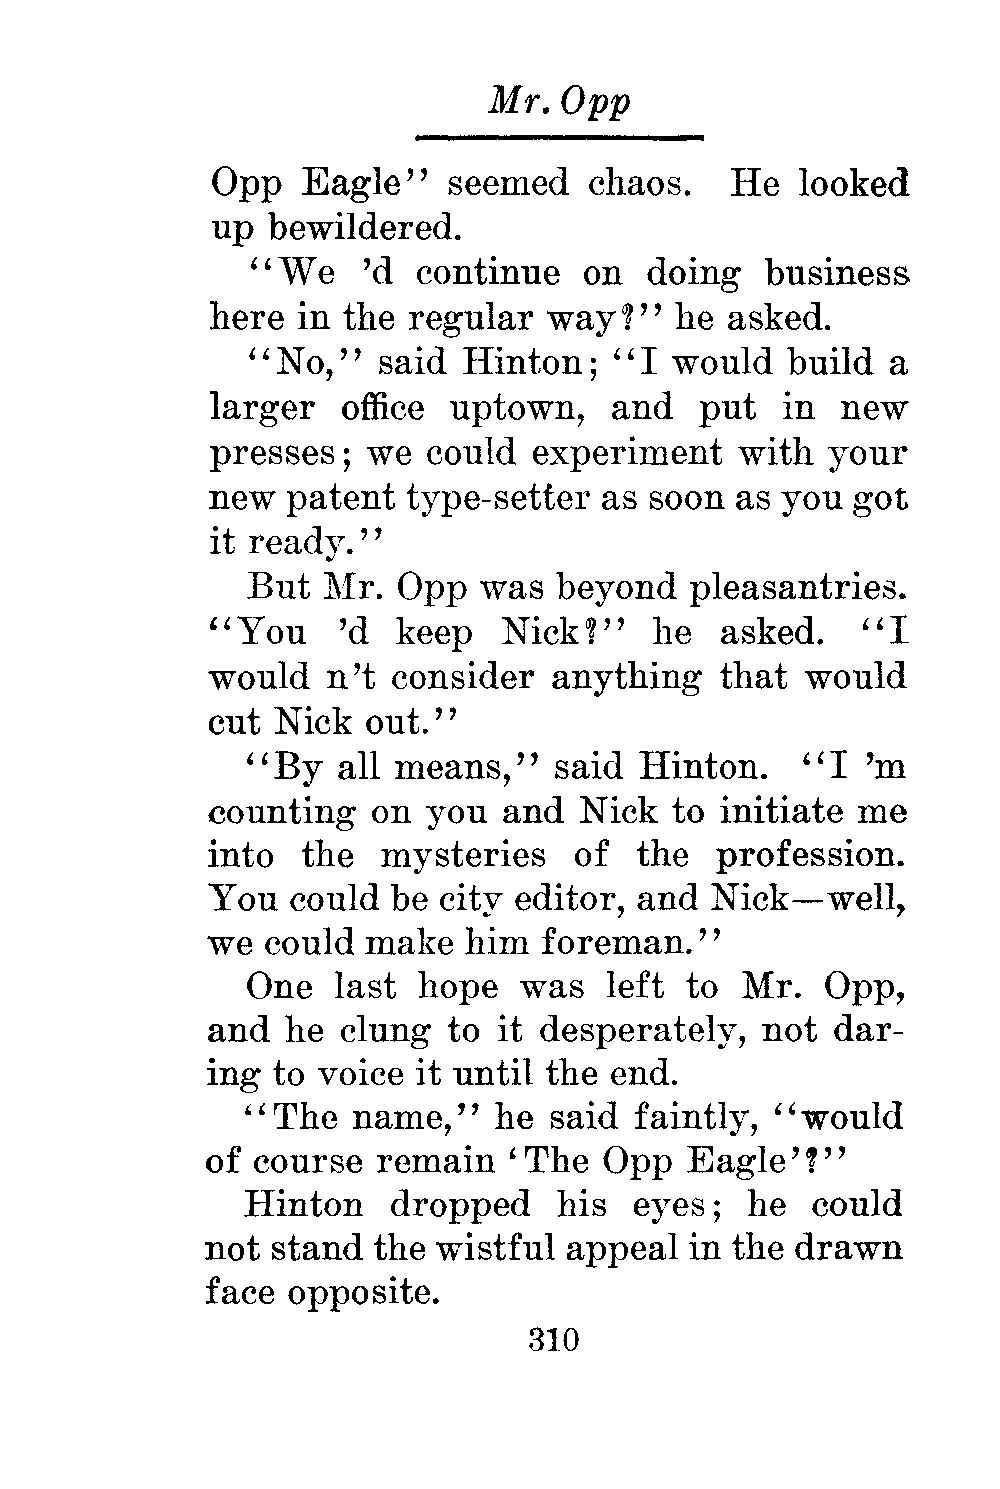 Mr. Opp
Opp Eagle" seemed chaos. He looked
up bewildered.
"We 'd continue on doing business
here in the regular way?" he asked.
"No," said Hinton; "I would build a
larger office uptown, and put in new
presses; we could experiment with your
new patent type-setter as soon as you got
it ready."
But Mr. Opp was beyond pleasantries.
"You 'd keep Nick?" he asked. "I
would n't consider anything that would
cut Nick out."
"By all means," said Hinton. "I 'm
counting on you and Nick to initiate me
into the mysteries of the profession.
You could be city editor, and Nick—well,
we could make him foreman."
One last hope was left to Mr. Opp,
and he clung to it desperately, not dar-
ing to voice it until the end.
"The name," he said faintly, "would
of course remain 'The Opp Eagle'?"
Hinton dropped his eyes; he could
not stand the wistful appeal in the drawn
face opposite.
310